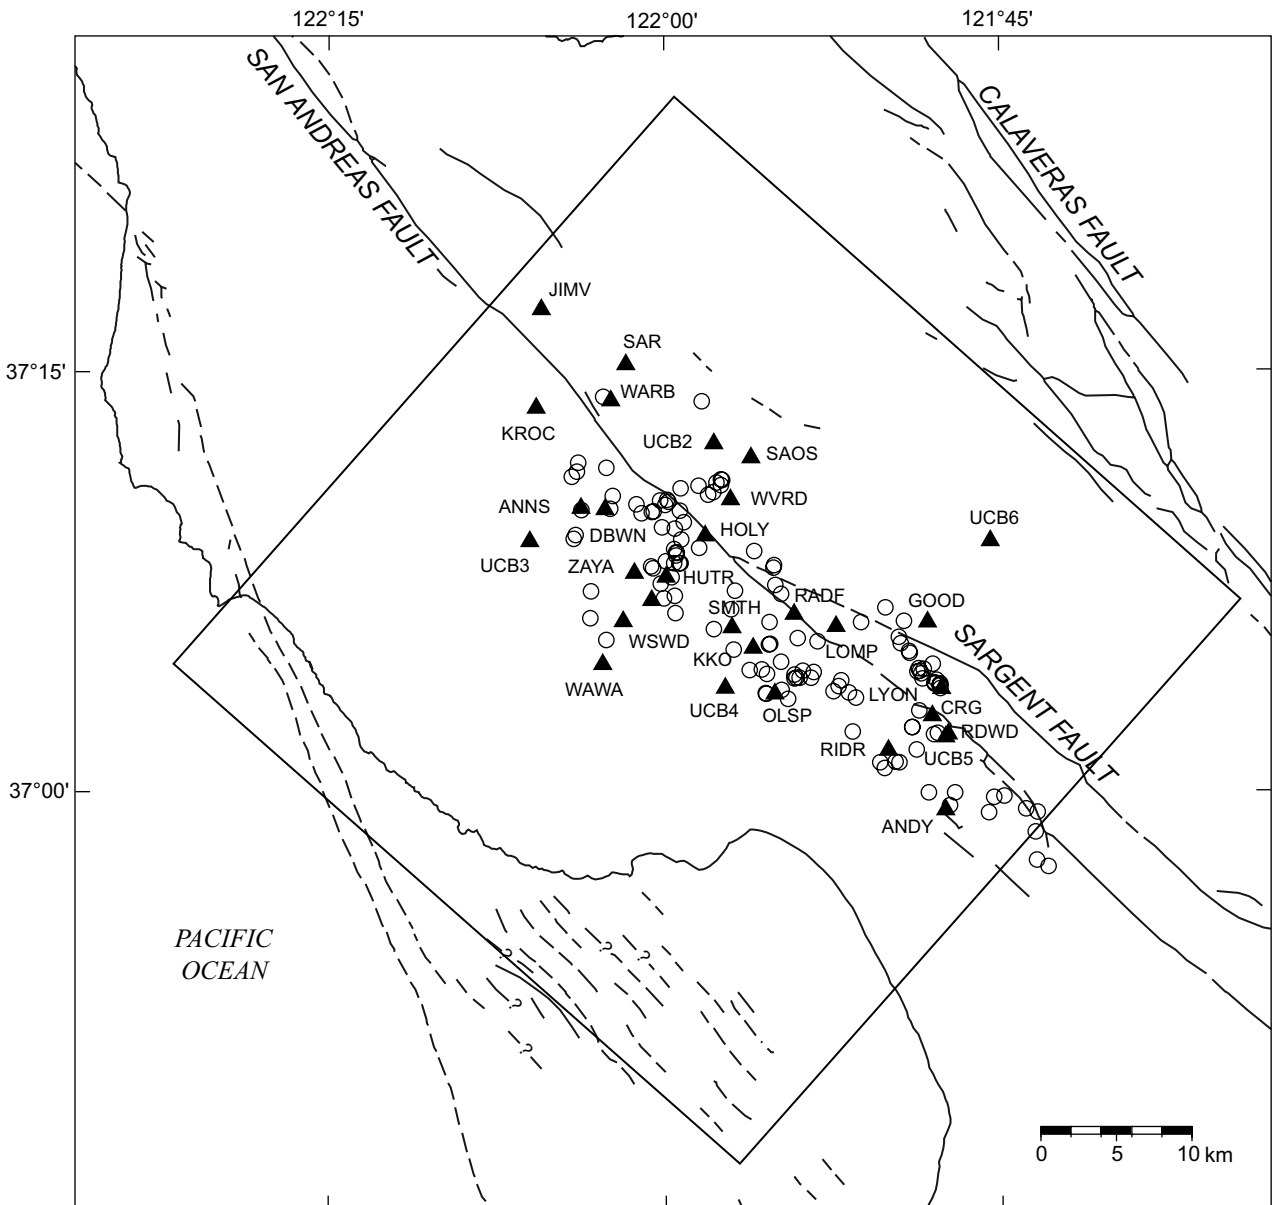 122°15'
122°00'
121°45'
SAN ANDREAS FAULT
CALAVERAS FAULT
JIMV
SAR
37°15'
WARB
KROC
UCB2
SAOS
ANNS
WVRD
DBWN
HOLY
UCB6
UCB3
ZAYA
HUTR
SMTH
RADF
GOOD
WSWD
LOMP
SARGENT FAULT
KKO
WAWA
UCB4
OLSP
LYON
CRG
RIDR
RDWD
UCB5
37°00'
ANDY
PACIFIC
OCEAN
?
?
?
?
?
0
5
10 km